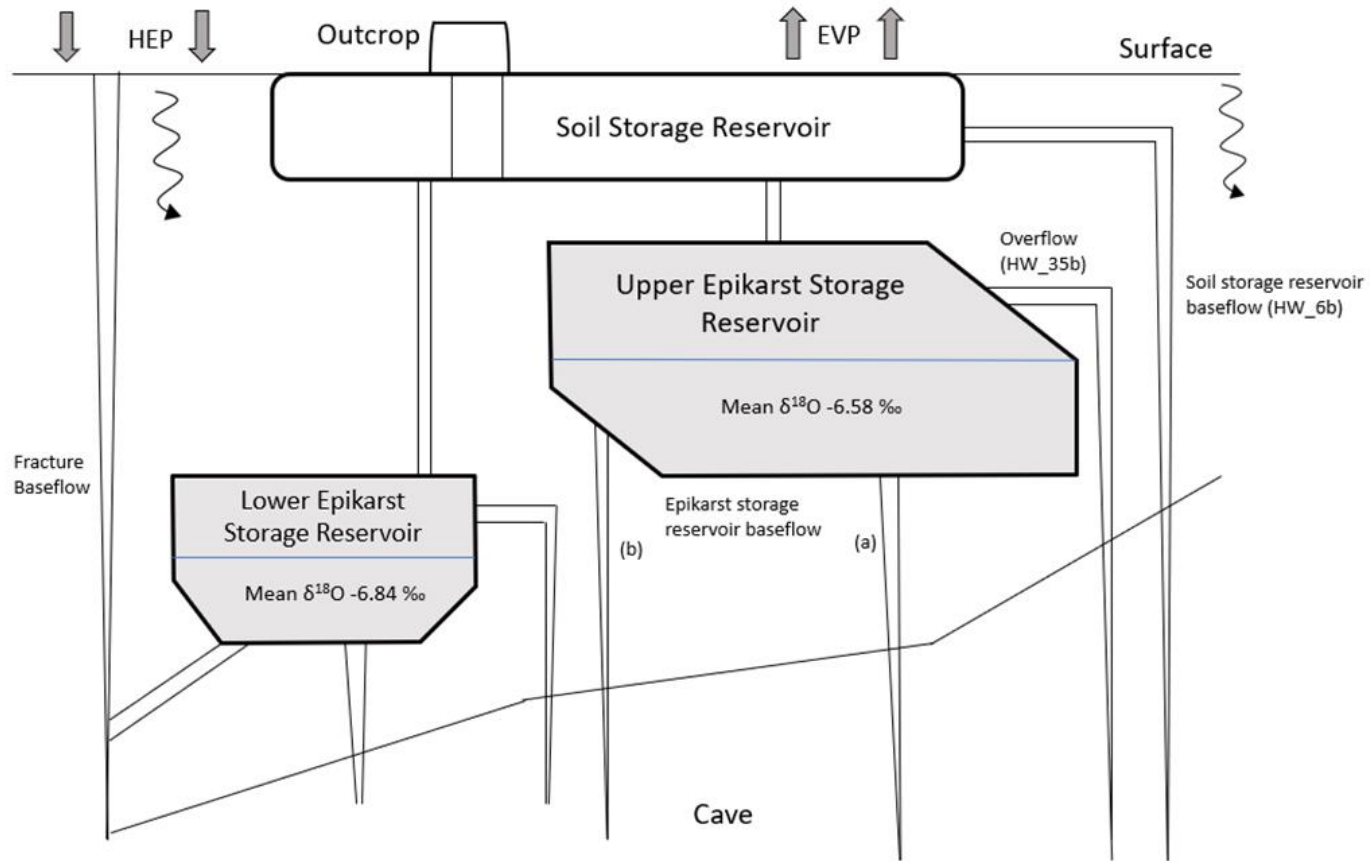 HEP
Outcrop
EVP
Surface
Soil Storage Reservoir
Overflow
(HW_35b)
Upper Epikarst Storage
Reservoir
Soil storage reservoir
baseflow (HW_6b)
Mean δ¹⁸O -6.58 ‰
Fracture
Baseflow
Lower Epikarst
Storage Reservoir
Epikarst storage
reservoir baseflow
(b)
(a)
Mean δ¹⁸O -6.84 ‰
Cave